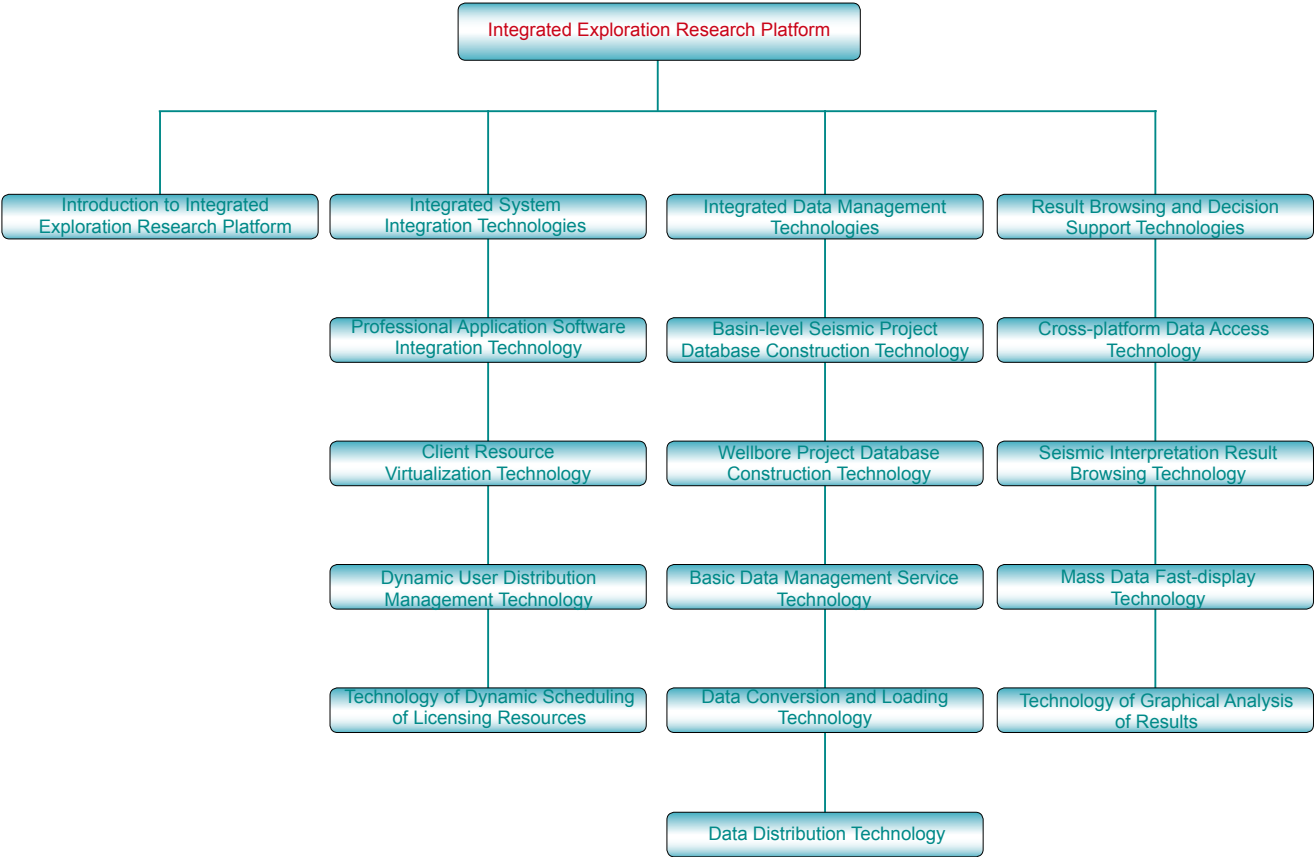 Integrated Exploration Research Platform
Introduction to Integrated
Exploration Research Platform
Integrated System
Integration Technologies
Integrated Data Management
Technologies
Result Browsing and Decision
Support Technologies
Professional Application Software
Integration Technology
Basin-level Seismic Project
Database Construction Technology
Cross-platform Data Access
Technology
Client Resource
Virtualization Technology
Wellbore Project Database
Construction Technology
Seismic Interpretation Result
Browsing Technology
Dynamic User Distribution
Management Technology
Basic Data Management Service
Technology
Mass Data Fast-display
Technology
Technology of Dynamic Scheduling
of Licensing Resources
Data Conversion and Loading
Technology
Technology of Graphical Analysis
of Results
Data Distribution Technology